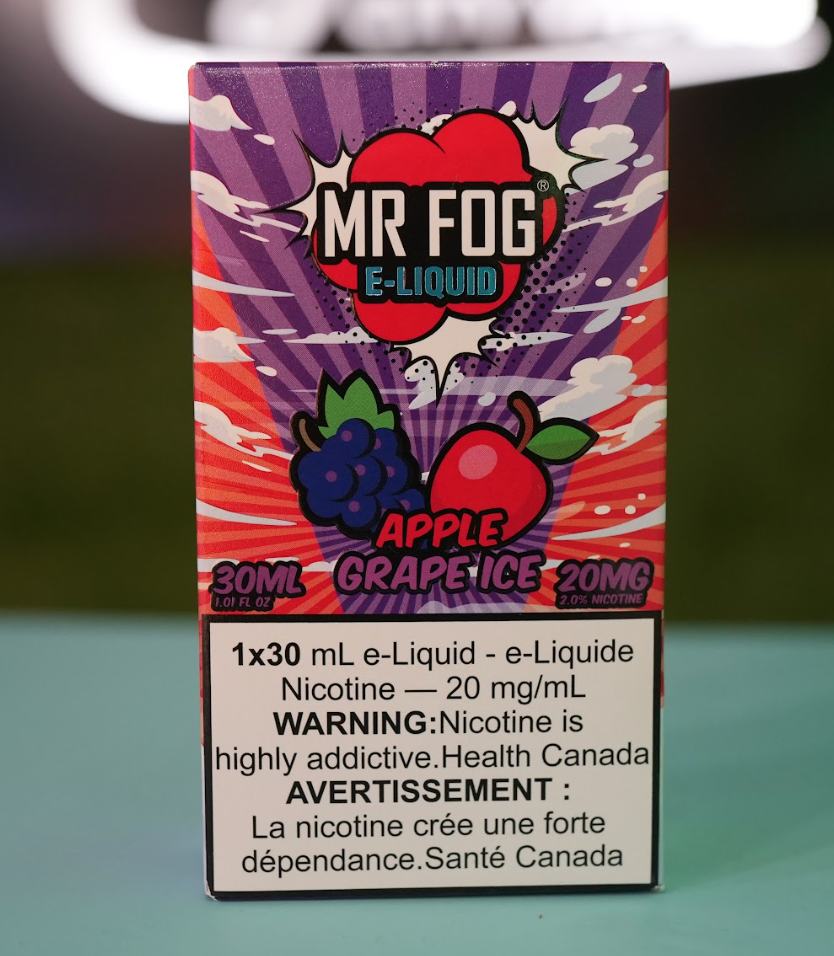 MR FOG®
E-LIQUID
APPLE
GRAPE ICE
30ML
1.01 FL OZ
20MG
2.0% NICOTINE
1x30 mL e-Liquid - e-Liquide
Nicotine — 20 mg/mL
WARNING:Nicotine is
highly addictive.Health Canada
AVERTISSEMENT :
La nicotine crée une forte
dépendance.Santé Canada